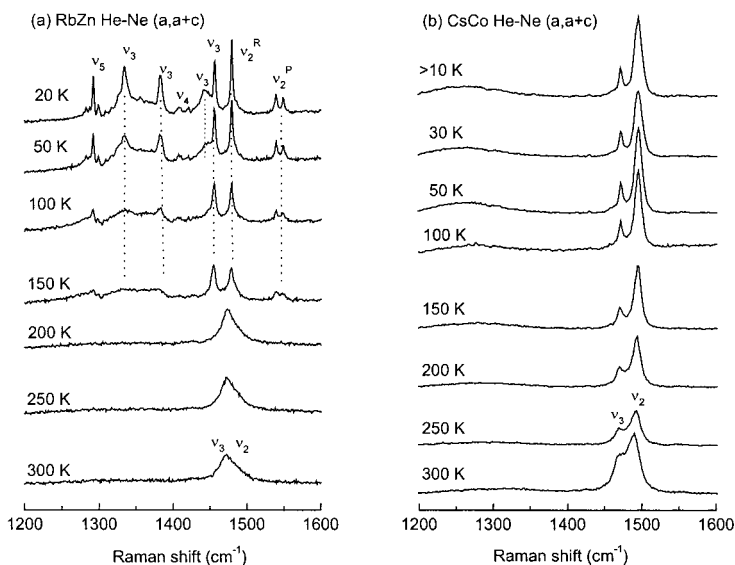 (a) RbZn He-Ne (a,a+c)
ν5
ν3
ν3
ν4
ν3
ν3
ν2^R
ν2^P
20 K
50 K
100 K
150 K
200 K
250 K
300 K
ν3 ν2
1200 1300 1400 1500 1600
Raman shift (cm⁻¹)
(b) CsCo He-Ne (a,a+c)
>10 K
30 K
50 K
100 K
150 K
200 K
250 K
300 K
ν3 ν2
1200 1300 1400 1500 1600
Raman shift (cm⁻¹)